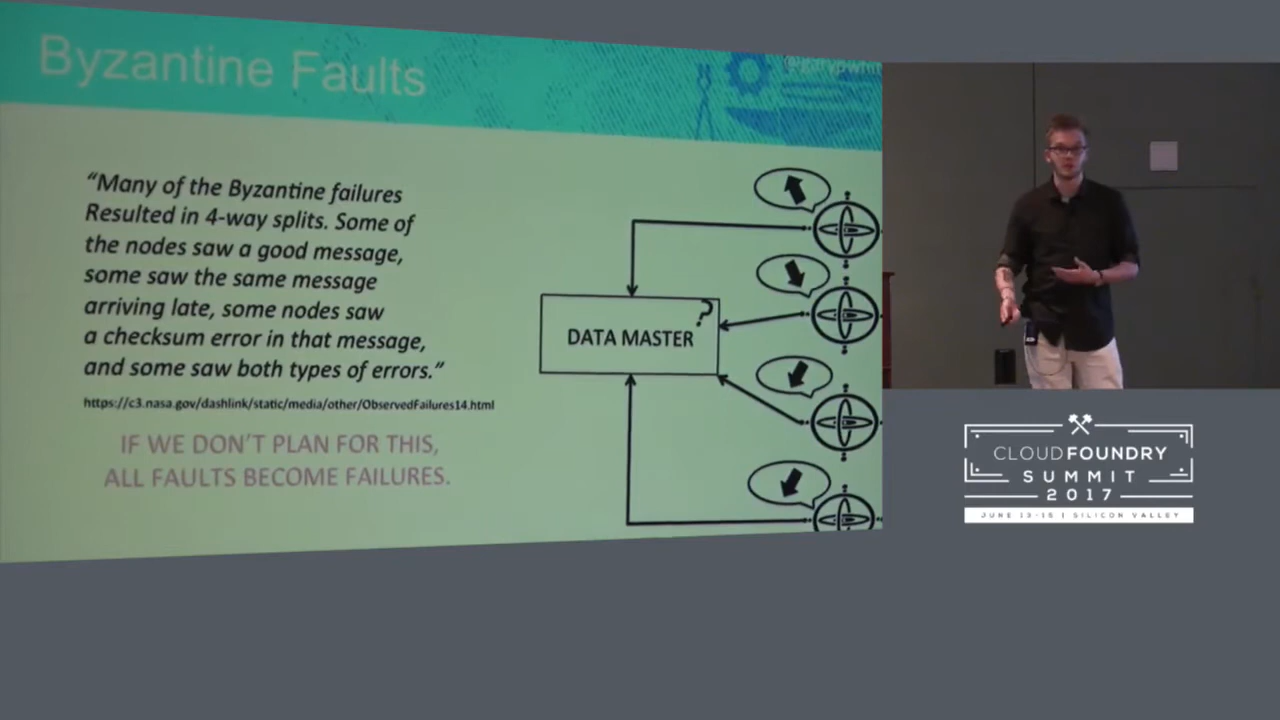 Byzantine Faults
“Many of the Byzantine failures
Resulted in 4-way splits. Some of
the nodes saw a good message,
some saw the same message
arriving late, some nodes saw
a checksum error in that message,
and some saw both types of errors.”
https://c3.nasa.gov/dashlink/static/media/other/ObservedFailures14.html
IF WE DON’T PLAN FOR THIS,
ALL FAULTS BECOME FAILURES.
?
DATA MASTER
CLOUD FOUNDRY
SUMMIT
2017
JUNE 13-15 | SILICON VALLEY